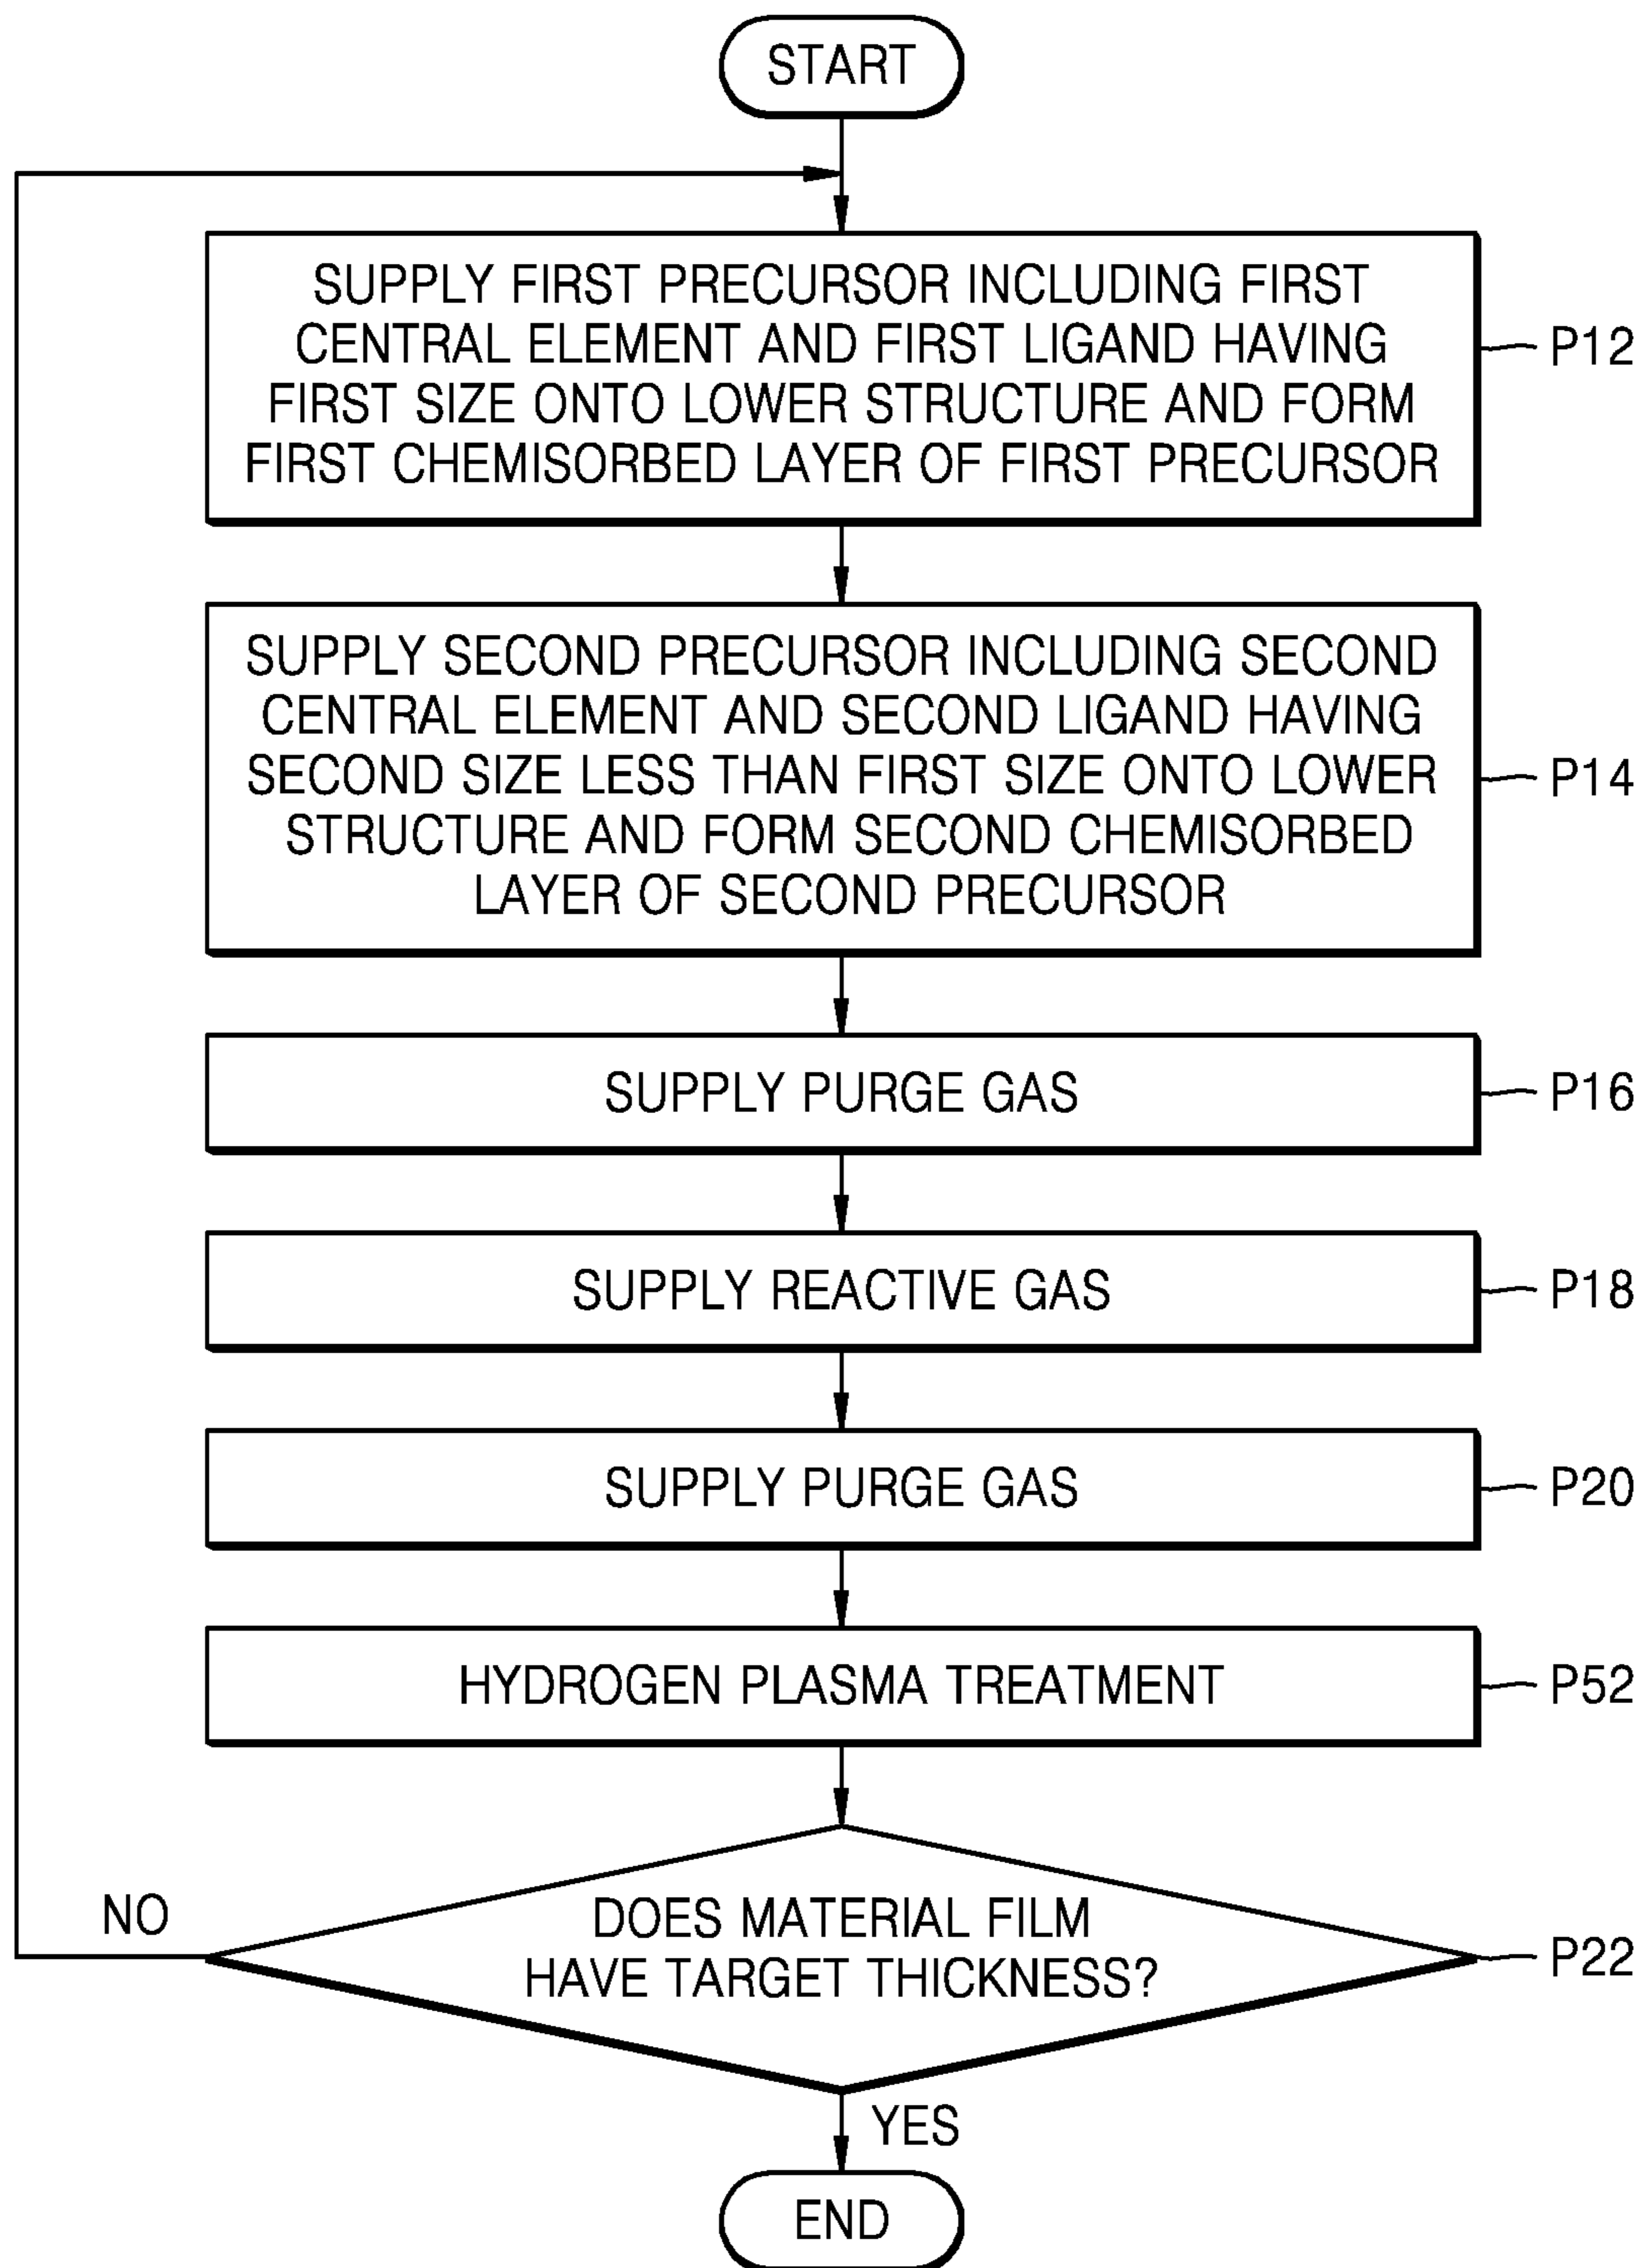 START
SUPPLY FIRST PRECURSOR INCLUDING FIRST
CENTRAL ELEMENT AND FIRST LIGAND HAVING
FIRST SIZE ONTO LOWER STRUCTURE AND FORM
FIRST CHEMISORBED LAYER OF FIRST PRECURSOR
P12
SUPPLY SECOND PRECURSOR INCLUDING SECOND
CENTRAL ELEMENT AND SECOND LIGAND HAVING
SECOND SIZE LESS THAN FIRST SIZE ONTO LOWER
STRUCTURE AND FORM SECOND CHEMISORBED
LAYER OF SECOND PRECURSOR
P14
SUPPLY PURGE GAS
P16
SUPPLY REACTIVE GAS
P18
SUPPLY PURGE GAS
P20
HYDROGEN PLASMA TREATMENT
P52
NO
DOES MATERIAL FILM
HAVE TARGET THICKNESS?
P22
YES
END